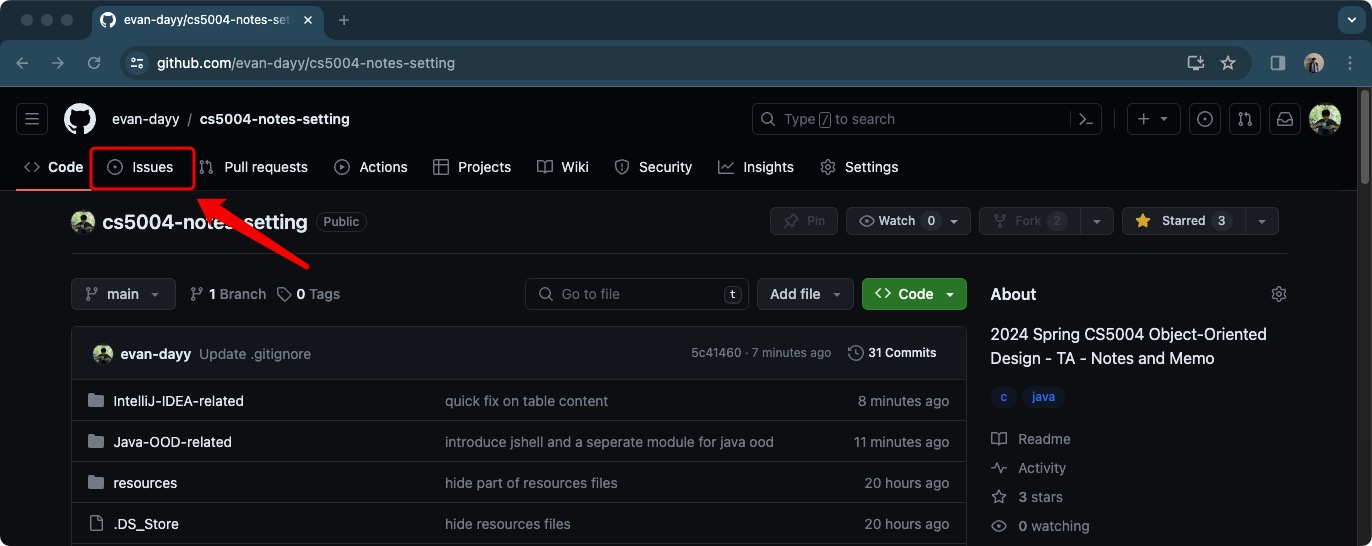 evan-dayy/cs5004-notes-set
github.com/evan-dayy/cs5004-notes-setting
evan-dayy / cs5004-notes-setting
Type / to search
Code Issues Pull requests Actions Projects Wiki Security Insights Settings
cs5004-notes-setting Public
Pin Watch 0 Fork 2 Starred 3
main 1 Branch 0 Tags
Go to file t Add file Code
About
2024 Spring CS5004 Object-Oriented
Design - TA - Notes and Memo
evan-dayy Update .gitignore 5c41460 · 7 minutes ago 31 Commits
c java
IntelliJ-IDEA-related quick fix on table content 8 minutes ago
Java-OOD-related introduce jshell and a seperate module for java ood 11 minutes ago
Readme
Activity
resources hide part of resources files 20 hours ago
3 stars
.DS_Store hide resources files 20 hours ago
0 watching